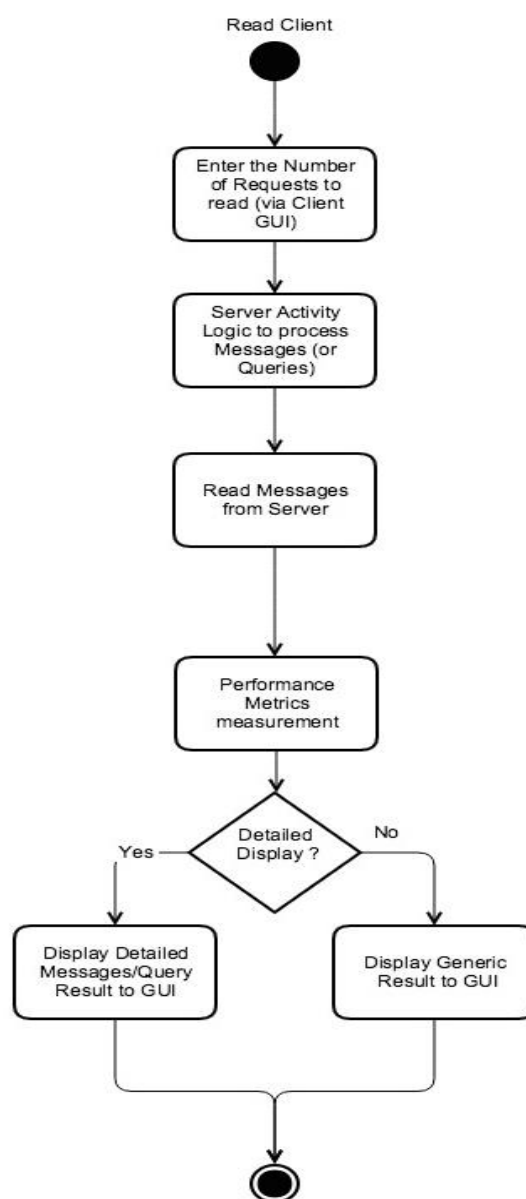 Read Client
Enter the Number
of Requests to
read (via Client
GUI)
Server Activity
Logic to process
Messages (or
Queries)
Read Messages
from Server
Performance
Metrics
measurement
Detailed
Display ?
Yes
No
Display Detailed
Messages/Query
Result to GUI
Display Generic
Result to GUI